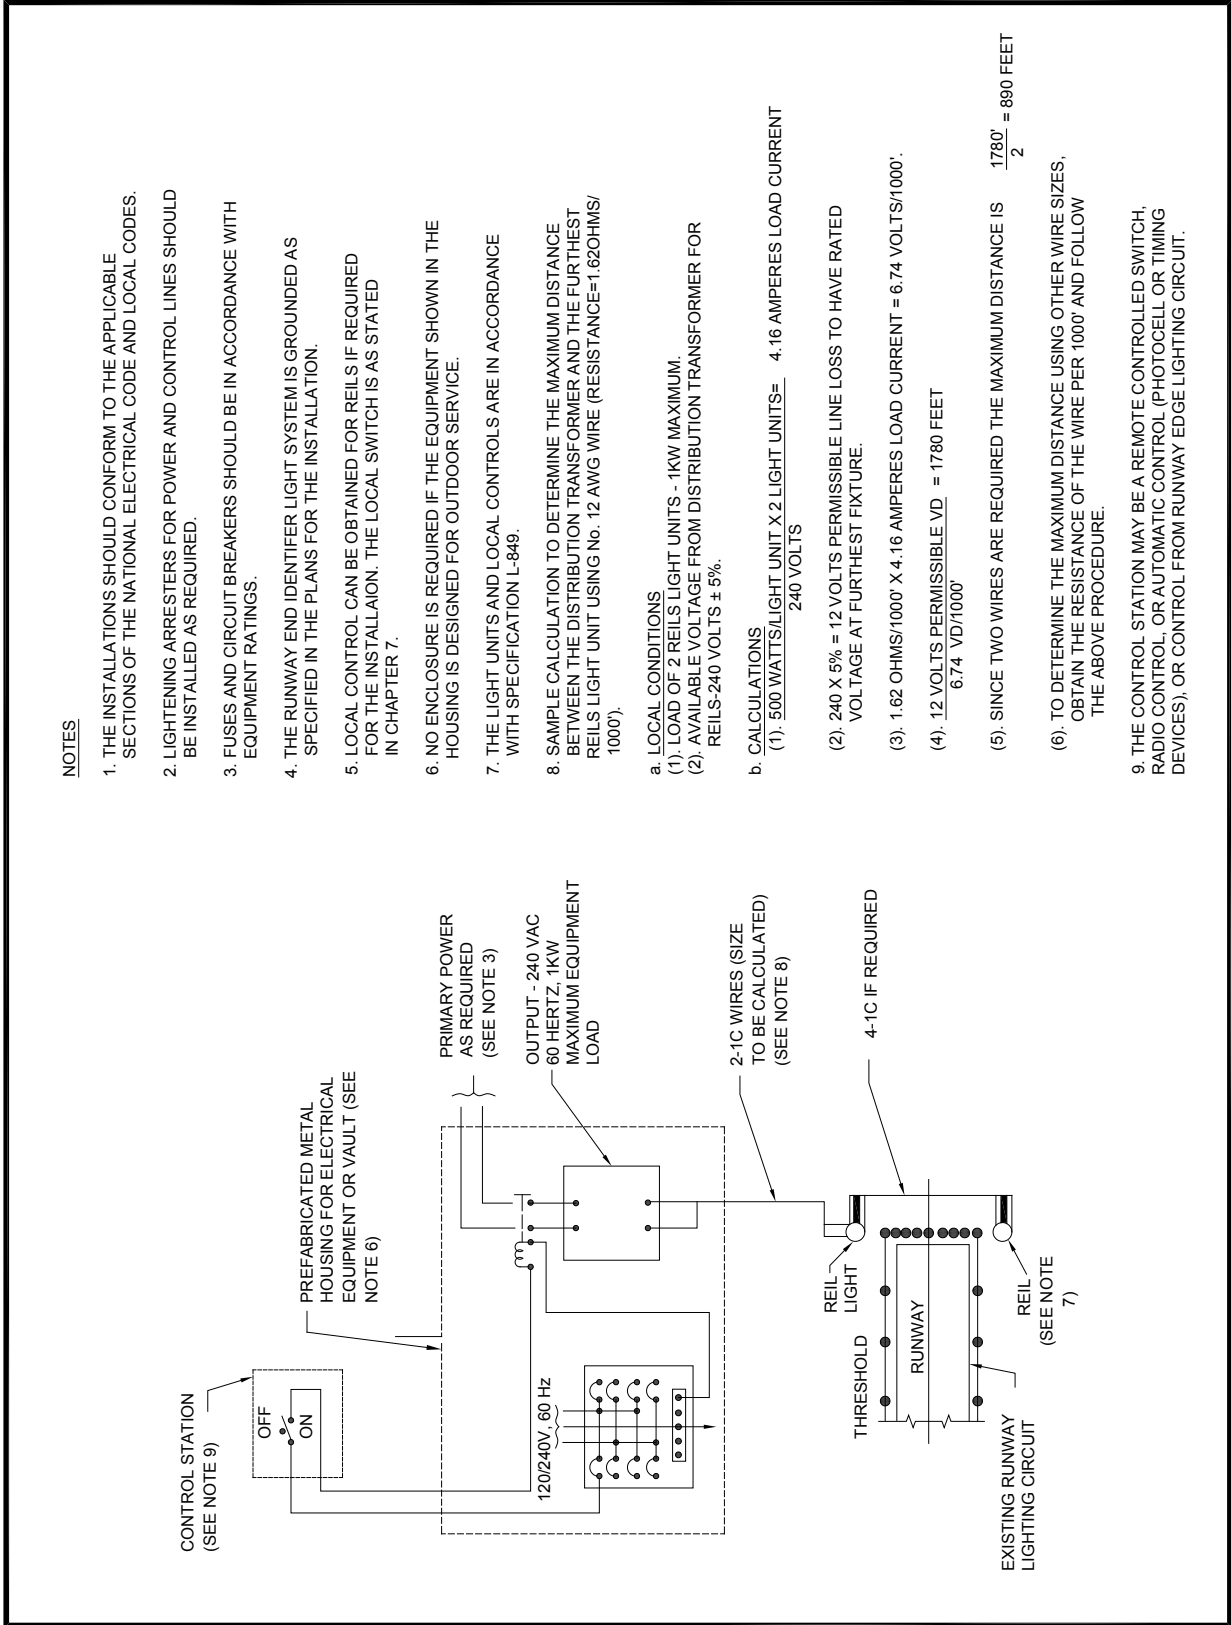 CONTROL STATION
(SEE NOTE 9)
OFF
ON
PREFABRICATED METAL
HOUSING FOR ELECTRICAL
EQUIPMENT OR VAULT (SEE
NOTE 6)
120/240V, 60 Hz
PRIMARY POWER
AS REQUIRED
(SEE NOTE 3)
OUTPUT - 240 VAC
60 HERTZ, 1KW
MAXIMUM EQUIPMENT
LOAD
2-1C WIRES (SIZE
TO BE CALCULATED)
(SEE NOTE 8)
4-1C IF REQUIRED
REIL
LIGHT
THRESHOLD
RUNWAY
REIL
(SEE NOTE
7)
EXISTING RUNWAY
LIGHTING CIRCUIT
NOTES
1. THE INSTALLATIONS SHOULD CONFORM TO THE APPLICABLE
SECTIONS OF THE NATIONAL ELECTRICAL CODE AND LOCAL CODES.
2. LIGHTENING ARRESTERS FOR POWER AND CONTROL LINES SHOULD
BE INSTALLED AS REQUIRED.
3. FUSES AND CIRCUIT BREAKERS SHOULD BE IN ACCORDANCE WITH
EQUIPMENT RATINGS.
4. THE RUNWAY END IDENTIFER LIGHT SYSTEM IS GROUNDED AS
SPECIFIED IN THE PLANS FOR THE INSTALLATION.
5. LOCAL CONTROL CAN BE OBTAINED FOR REILS IF REQUIRED
FOR THE INSTALLAION. THE LOCAL SWITCH IS AS STATED
IN CHAPTER 7.
6. NO ENCLOSURE IS REQUIRED IF THE EQUIPMENT SHOWN IN THE
HOUSING IS DESIGNED FOR OUTDOOR SERVICE.
7. THE LIGHT UNITS AND LOCAL CONTROLS ARE IN ACCORDANCE
WITH SPECIFICATION L-849.
8. SAMPLE CALCULATION TO DETERMINE THE MAXIMUM DISTANCE
BETWEEN THE DISTRIBUTION TRANSFORMER AND THE FURTHEST
REILS LIGHT UNIT USING No. 12 AWG WIRE (RESISTANCE=1.62OHMS/
1000').
a. LOCAL CONDITIONS
(1). LOAD OF 2 REILS LIGHT UNITS - 1KW MAXIMUM.
(2). AVAILABLE VOLTAGE FROM DISTRIBUTION TRANSFORMER FOR
REILS-240 VOLTS ± 5%.
b. CALCULATIONS
(1). 500 WATTS/LIGHT UNIT X 2 LIGHT UNITS= 4.16 AMPERES LOAD CURRENT
240 VOLTS
(2). 240 X 5% = 12 VOLTS PERMISSIBLE LINE LOSS TO HAVE RATED
VOLTAGE AT FURTHEST FIXTURE.
(3). 1.62 OHMS/1000' X 4.16 AMPERES LOAD CURRENT = 6.74 VOLTS/1000'.
(4). 12 VOLTS PERMISSIBLE VD = 1780 FEET
6.74 VD/1000'
(5). SINCE TWO WIRES ARE REQUIRED THE MAXIMUM DISTANCE IS 1780' = 890 FEET
2
(6). TO DETERMINE THE MAXIMUM DISTANCE USING OTHER WIRE SIZES,
OBTAIN THE RESISTANCE OF THE WIRE PER 1000' AND FOLLOW
THE ABOVE PROCEDURE.
9. THE CONTROL STATION MAY BE A REMOTE CONTROLLED SWITCH,
RADIO CONTROL, OR AUTOMATIC CONTROL (PHOTOCELL OR TIMING
DEVICES), OR CONTROL FROM RUNWAY EDGE LIGHTING CIRCUIT.